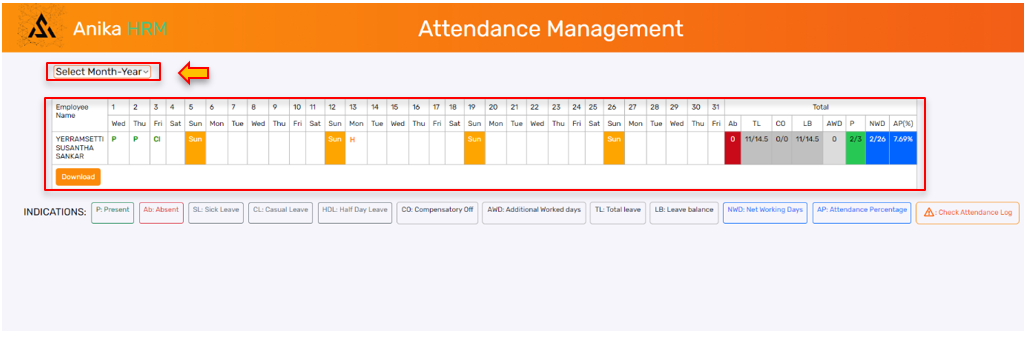 Anika HRM
Attendance Management
Select Month-Year
Employee Name 1 2 3 4 5 6 7 8 9 10 11 12 13 14 15 16 17 18 19 20 21 22 23 24 25 26 27 28 29 30 31 Total
Wed Thu Fri Sat Sun Mon Tue Wed Thu Fri Sat Sun Mon Tue Wed Thu Fri Sat Sun Mon Tue Wed Thu Fri Sat Sun Mon Tue Wed Thu Fri Ab TL CO LB AWD P NWD AP(%)
YERRAMSETTI SUSANTHA SANKAR P P Cl Sun Sun H Sun Sun 0 11/14.5 0/0 11/14.5 0 2/3 2/26 7.69%
Download
INDICATIONS: P: Present Ab: Absent SL: Sick Leave CL: Casual Leave HDL: Half Day Leave CO: Compensatory Off AWD: Additional Worked days TL: Total leave LB: Leave balance NWD: Net Working Days AP: Attendance Percentage : Check Attendance Log